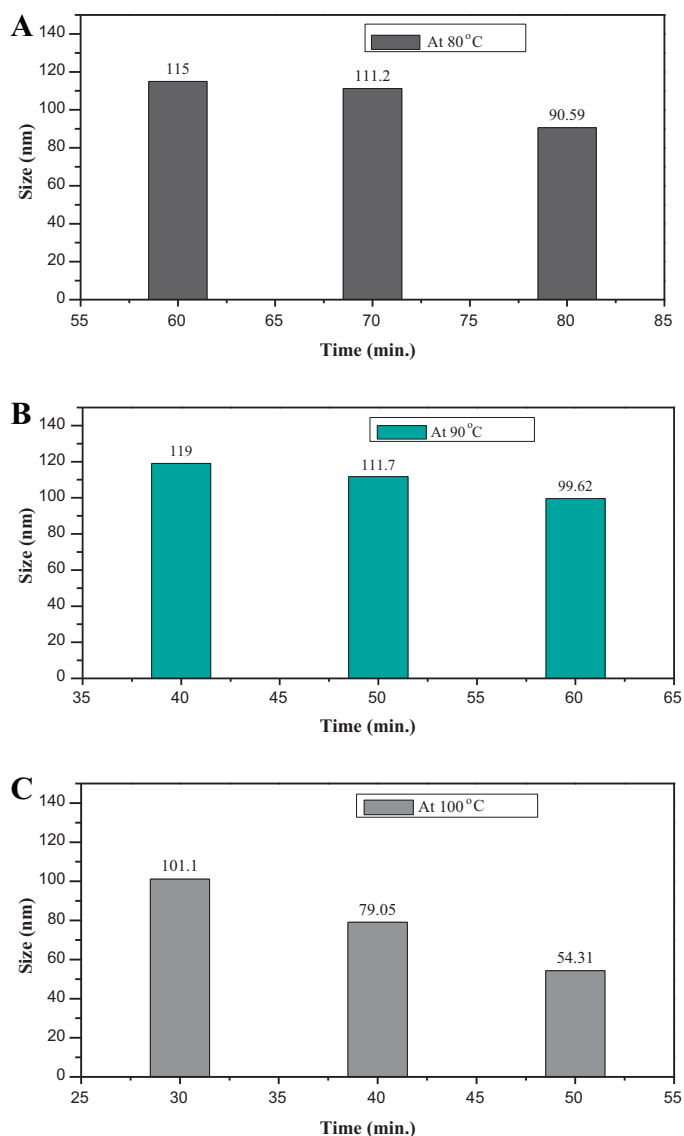 A
At 80°C
140
120
100
80
60
40
20
0
Size (nm)
115
111.2
90.59
55 60 65 70 75 80 85
Time (min.)
B
At 90°C
140
120
100
80
60
40
20
0
Size (nm)
119
111.7
99.62
35 40 45 50 55 60 65
Time (min.)
C
At 100°C
140
120
100
80
60
40
20
0
Size (nm)
101.1
79.05
54.31
25 30 35 40 45 50 55
Time (min.)